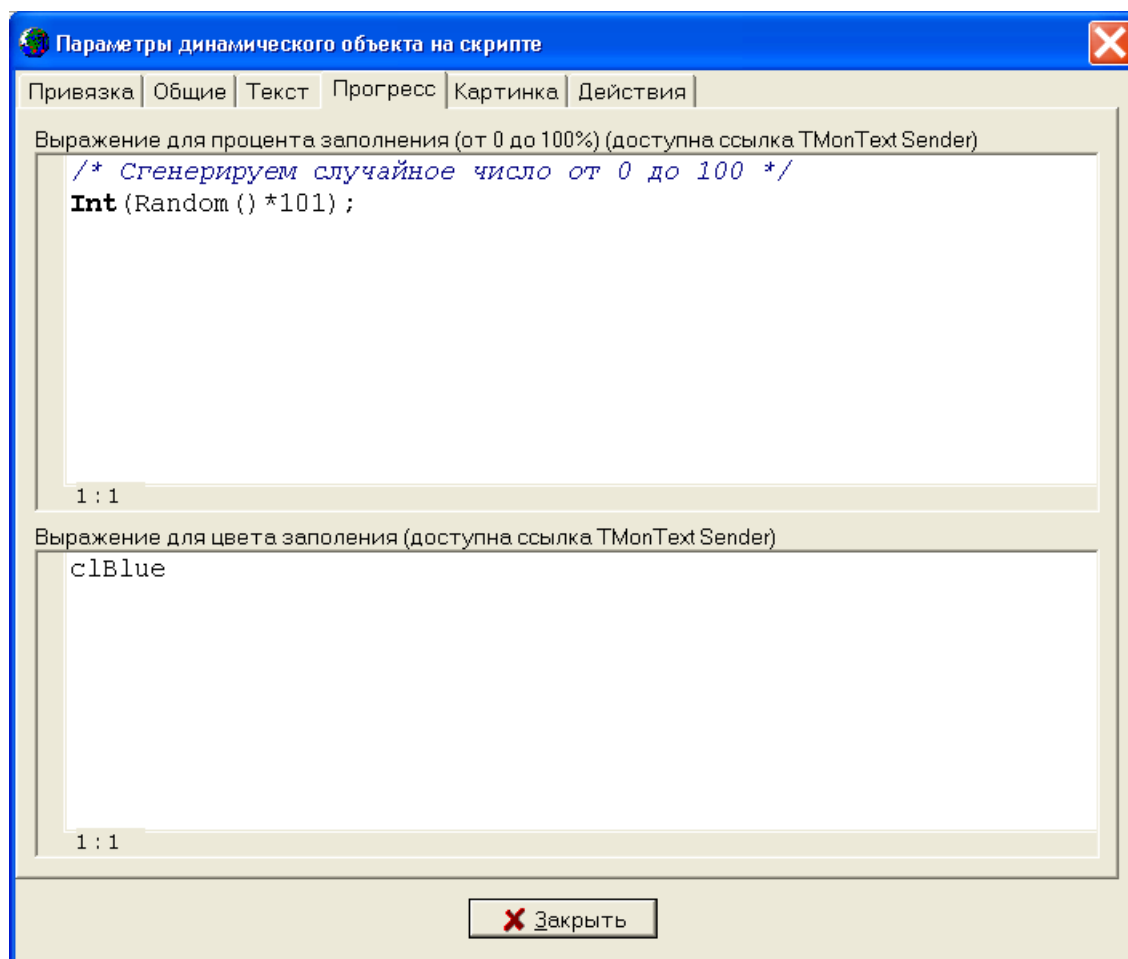 Параметры динамического объекта на скрипте
Привязка Общие Текст Прогресс Картинка Действия
Выражение для процента заполнения (от 0 до 100%) (доступна ссылка TMonText Sender)
/* Сгенерируем случайное число от 0 до 100 */
Int(Random()*101);
1:1
Выражение для цвета заполения (доступна ссылка TMonText Sender)
clBlue
1:1
Закрыть